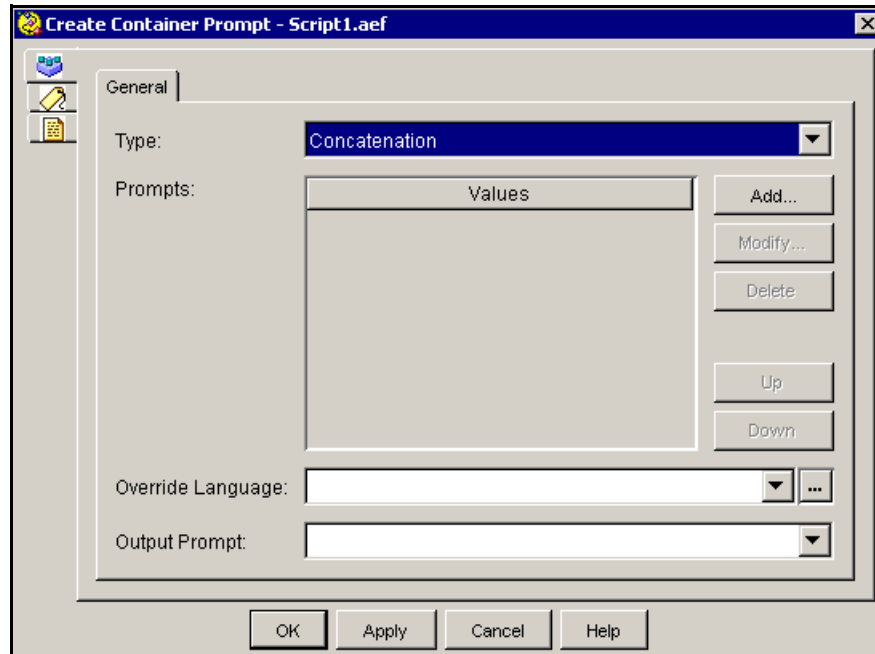 Create Container Prompt - Script1.aef
General
Type:
Concatenation
Prompts:
Values
Add...
Modify...
Delete
Up
Down
Override Language:
...
Output Prompt:
OK
Apply
Cancel
Help